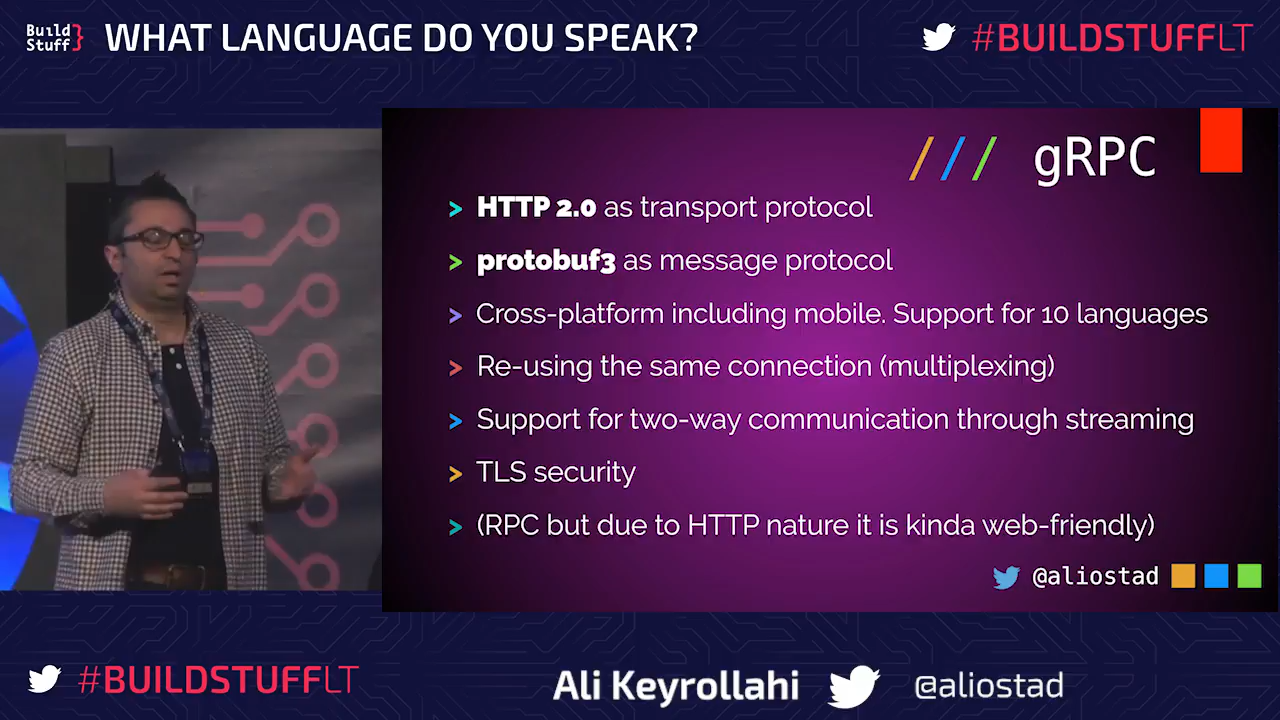 Build
Stuff}
WHAT LANGUAGE DO YOU SPEAK?
#BUILDSTUFFLT
/// gRPC
> HTTP 2.0 as transport protocol
> protobuf3 as message protocol
> Cross-platform including mobile. Support for 10 languages
> Re-using the same connection (multiplexing)
> Support for two-way communication through streaming
> TLS security
> (RPC but due to HTTP nature it is kinda web-friendly)
@aliostad
#BUILDSTUFFLT
Ali Keyrollahi
@aliostad